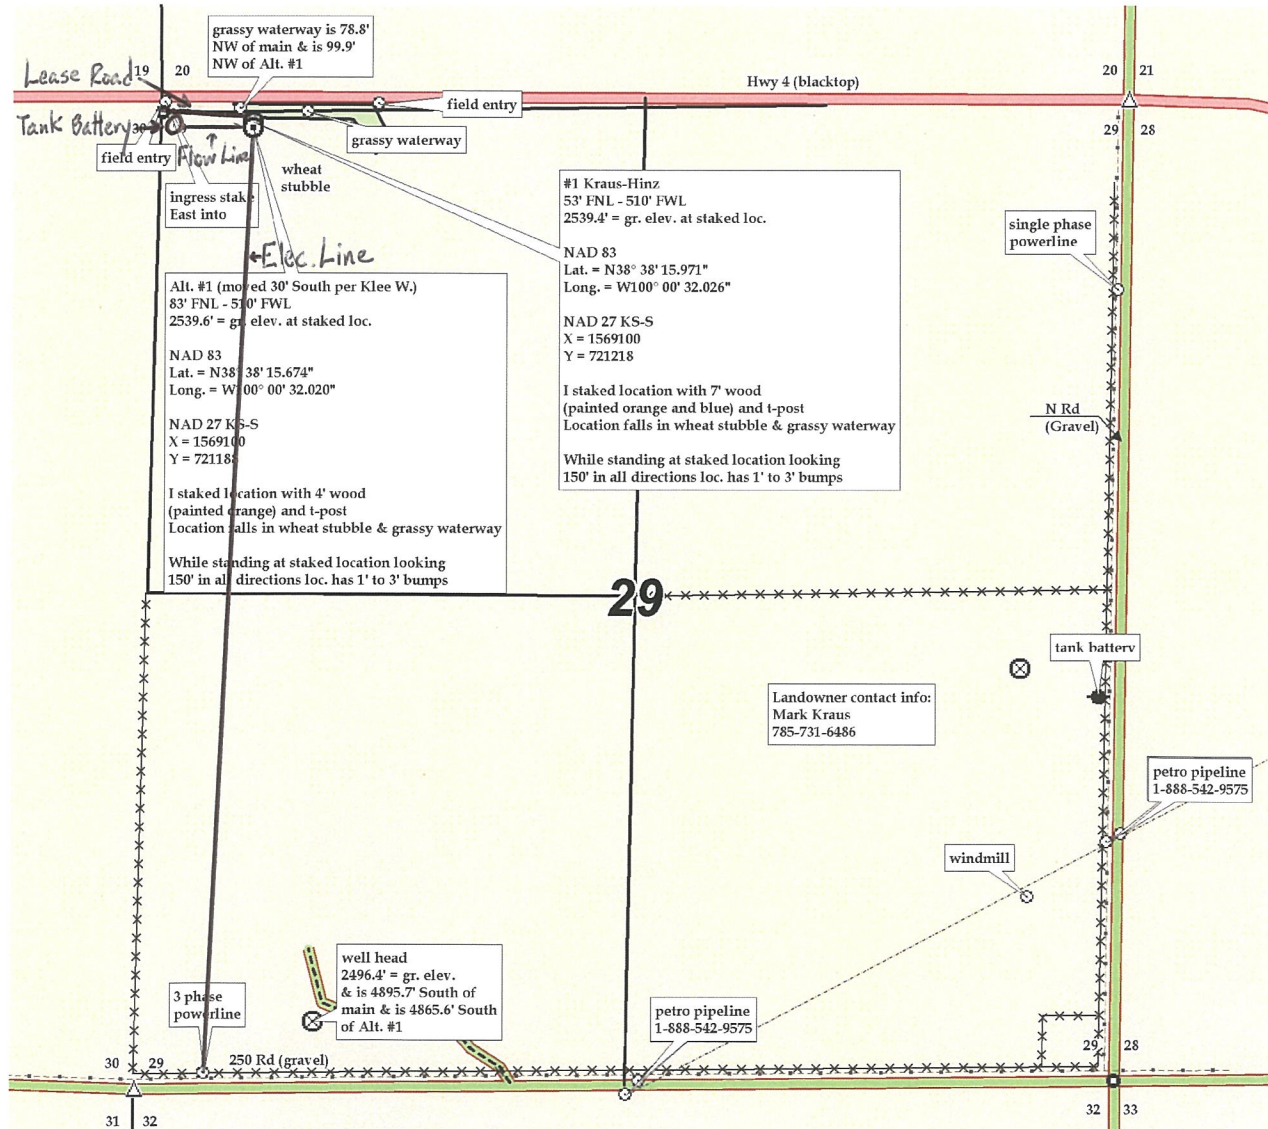 grassy waterway is 78.8'
NW of main & is 99.9'
NW of Alt. #1
Lease Road
19
20
Hwy 4 (blacktop)
20
21
field entry
Tank Battery
30
grassy waterway
29
28
field entry
Flow Line
wheat
stubble
ingress stake
East into
#1 Kraus-Hinz
53' FNL - 510' FWL
2539.4' = gr. elev. at staked loc.
NAD 83
Lat. = N38° 38' 15.971"
Long. = W100° 00' 32.026"
NAD 27 KS-S
X = 1569100
Y = 721218
I staked location with 7' wood
(painted orange and blue) and t-post
Location falls in wheat stubble & grassy waterway
While standing at staked location looking
150' in all directions loc. has 1' to 3' bumps
single phase
powerline
Elec. Line
Alt. #1 (moved 30' South per Klee W.)
83' FNL - 510' FWL
2539.6' = gr. elev. at staked loc.
NAD 83
Lat. = N38° 38' 15.674"
Long. = W100° 00' 32.020"
NAD 27 KS-S
X = 1569100
Y = 721188
I staked location with 4' wood
(painted orange) and t-post
Location falls in wheat stubble & grassy waterway
While standing at staked location looking
150' in all directions loc. has 1' to 3' bumps
N Rd
(Gravel)
29
tank battery
Landowner contact info:
Mark Kraus
785-731-6486
petro pipeline
1-888-542-9575
windmill
well head
2496.4' = gr. elev.
& is 4895.7' South of
main & is 4865.6' South
of Alt. #1
3 phase
powerline
petro pipeline
1-888-542-9575
30
29
250 Rd (gravel)
29
28
31
32
32
33